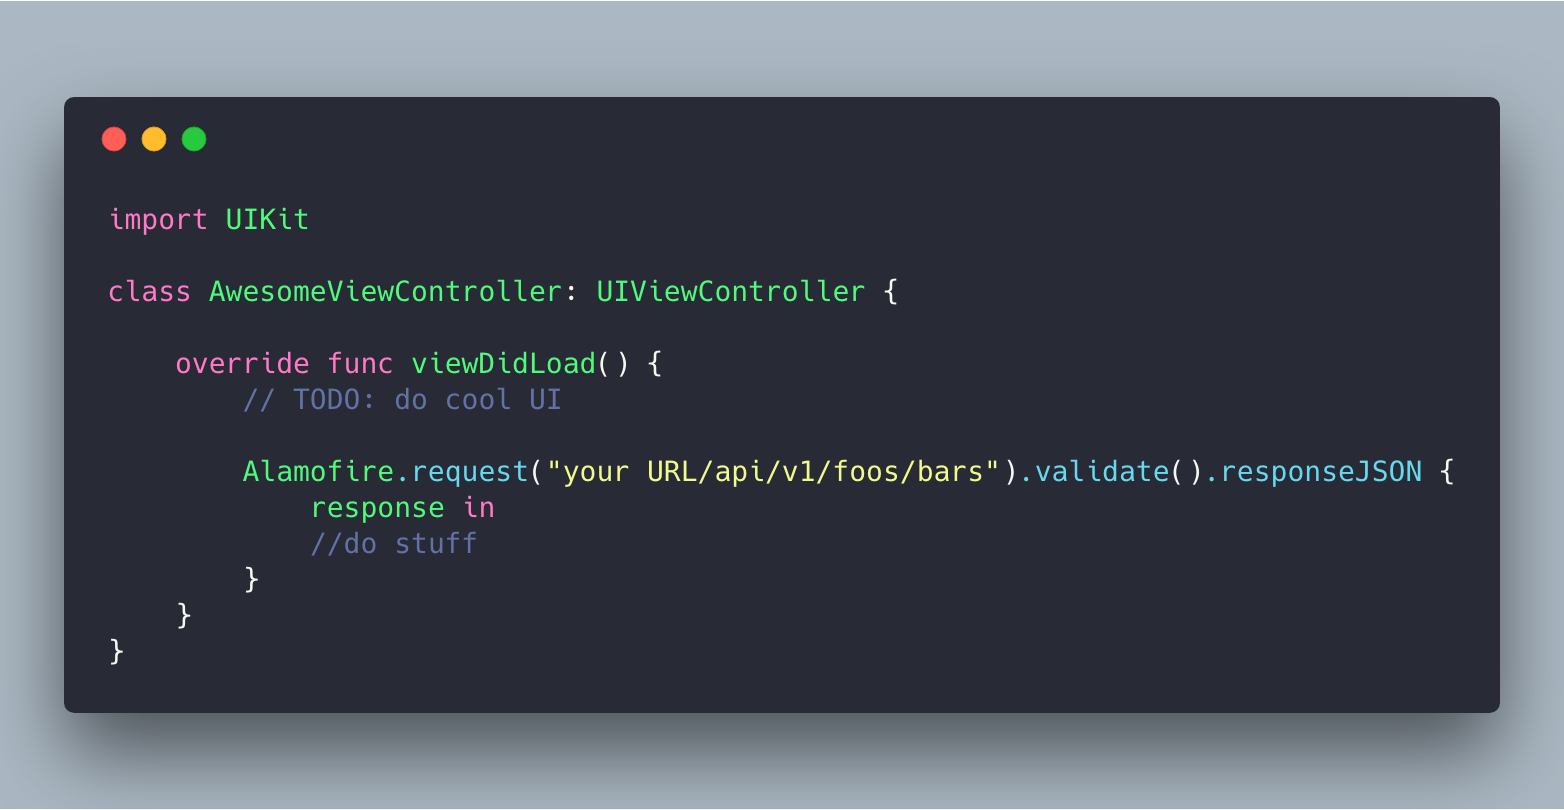 import UIKit
class AwesomeViewController: UIViewController {
override func viewDidLoad() {
// TODO: do cool UI
Alamofire.request("your URL/api/v1/foos/bars").validate().responseJSON {
response in
//do stuff
}
}
}